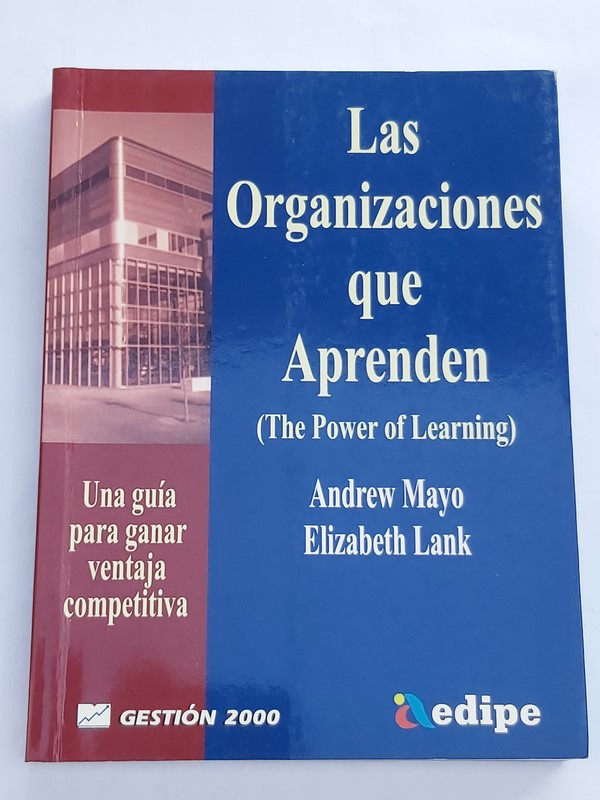 Las
Organizaciones
que
Aprenden
(The Power of Learning)
Andrew Mayo
Elizabeth Lank
Una guía
para ganar
ventaja
competitiva
GESTIÓN 2000
aedipe